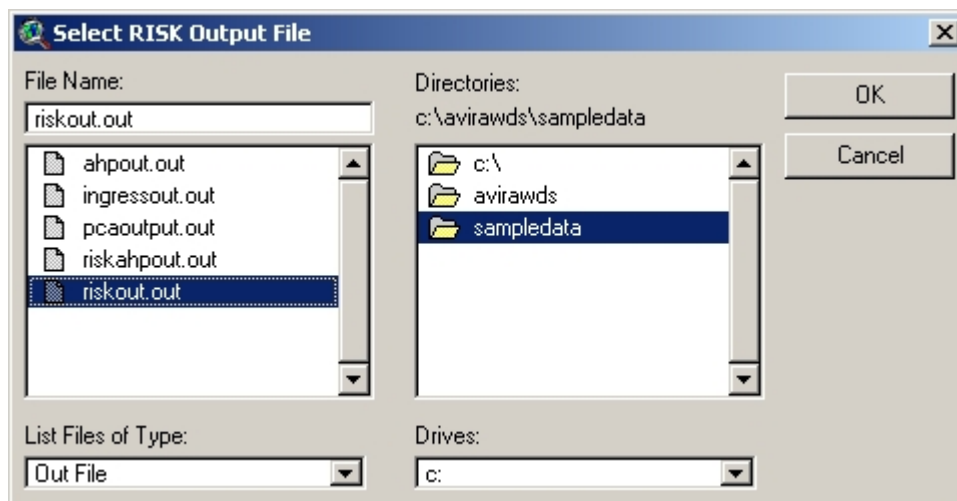 Select RISK Output File
File Name:
riskout.out
ahpout.out
ingressout.out
pcaoutput.out
riskahpout.out
riskout.out
List Files of Type:
Out File
Directories:
c:\avirawds\sampledata
c:\
avirawds
sampledata
Drives:
c:
OK
Cancel